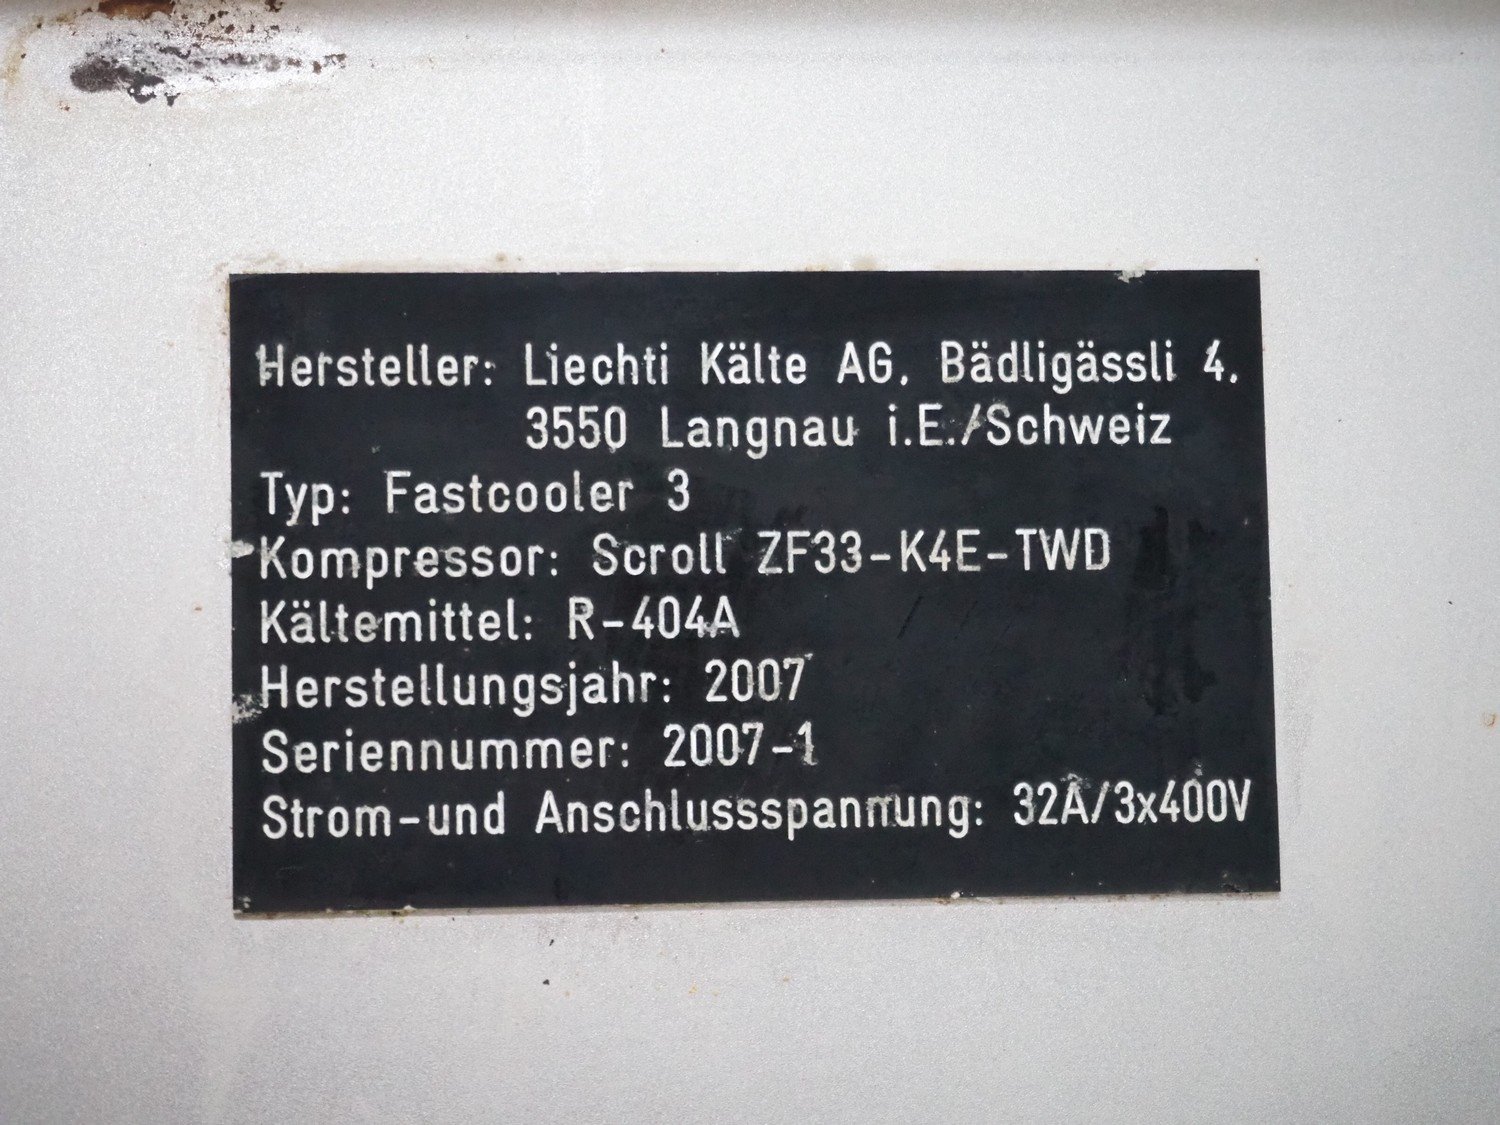 Hersteller: Liechti Kälte AG, Bädligässli 4,
3550 Langnau i.E./Schweiz
Typ: Fastcooler 3
Kompressor: Scroll ZF33-K4E-TWD
Kältemittel: R-404A
Herstellungsjahr: 2007
Seriennummer: 2007-1
Strom-und Anschlussspannung: 32A/3x400V